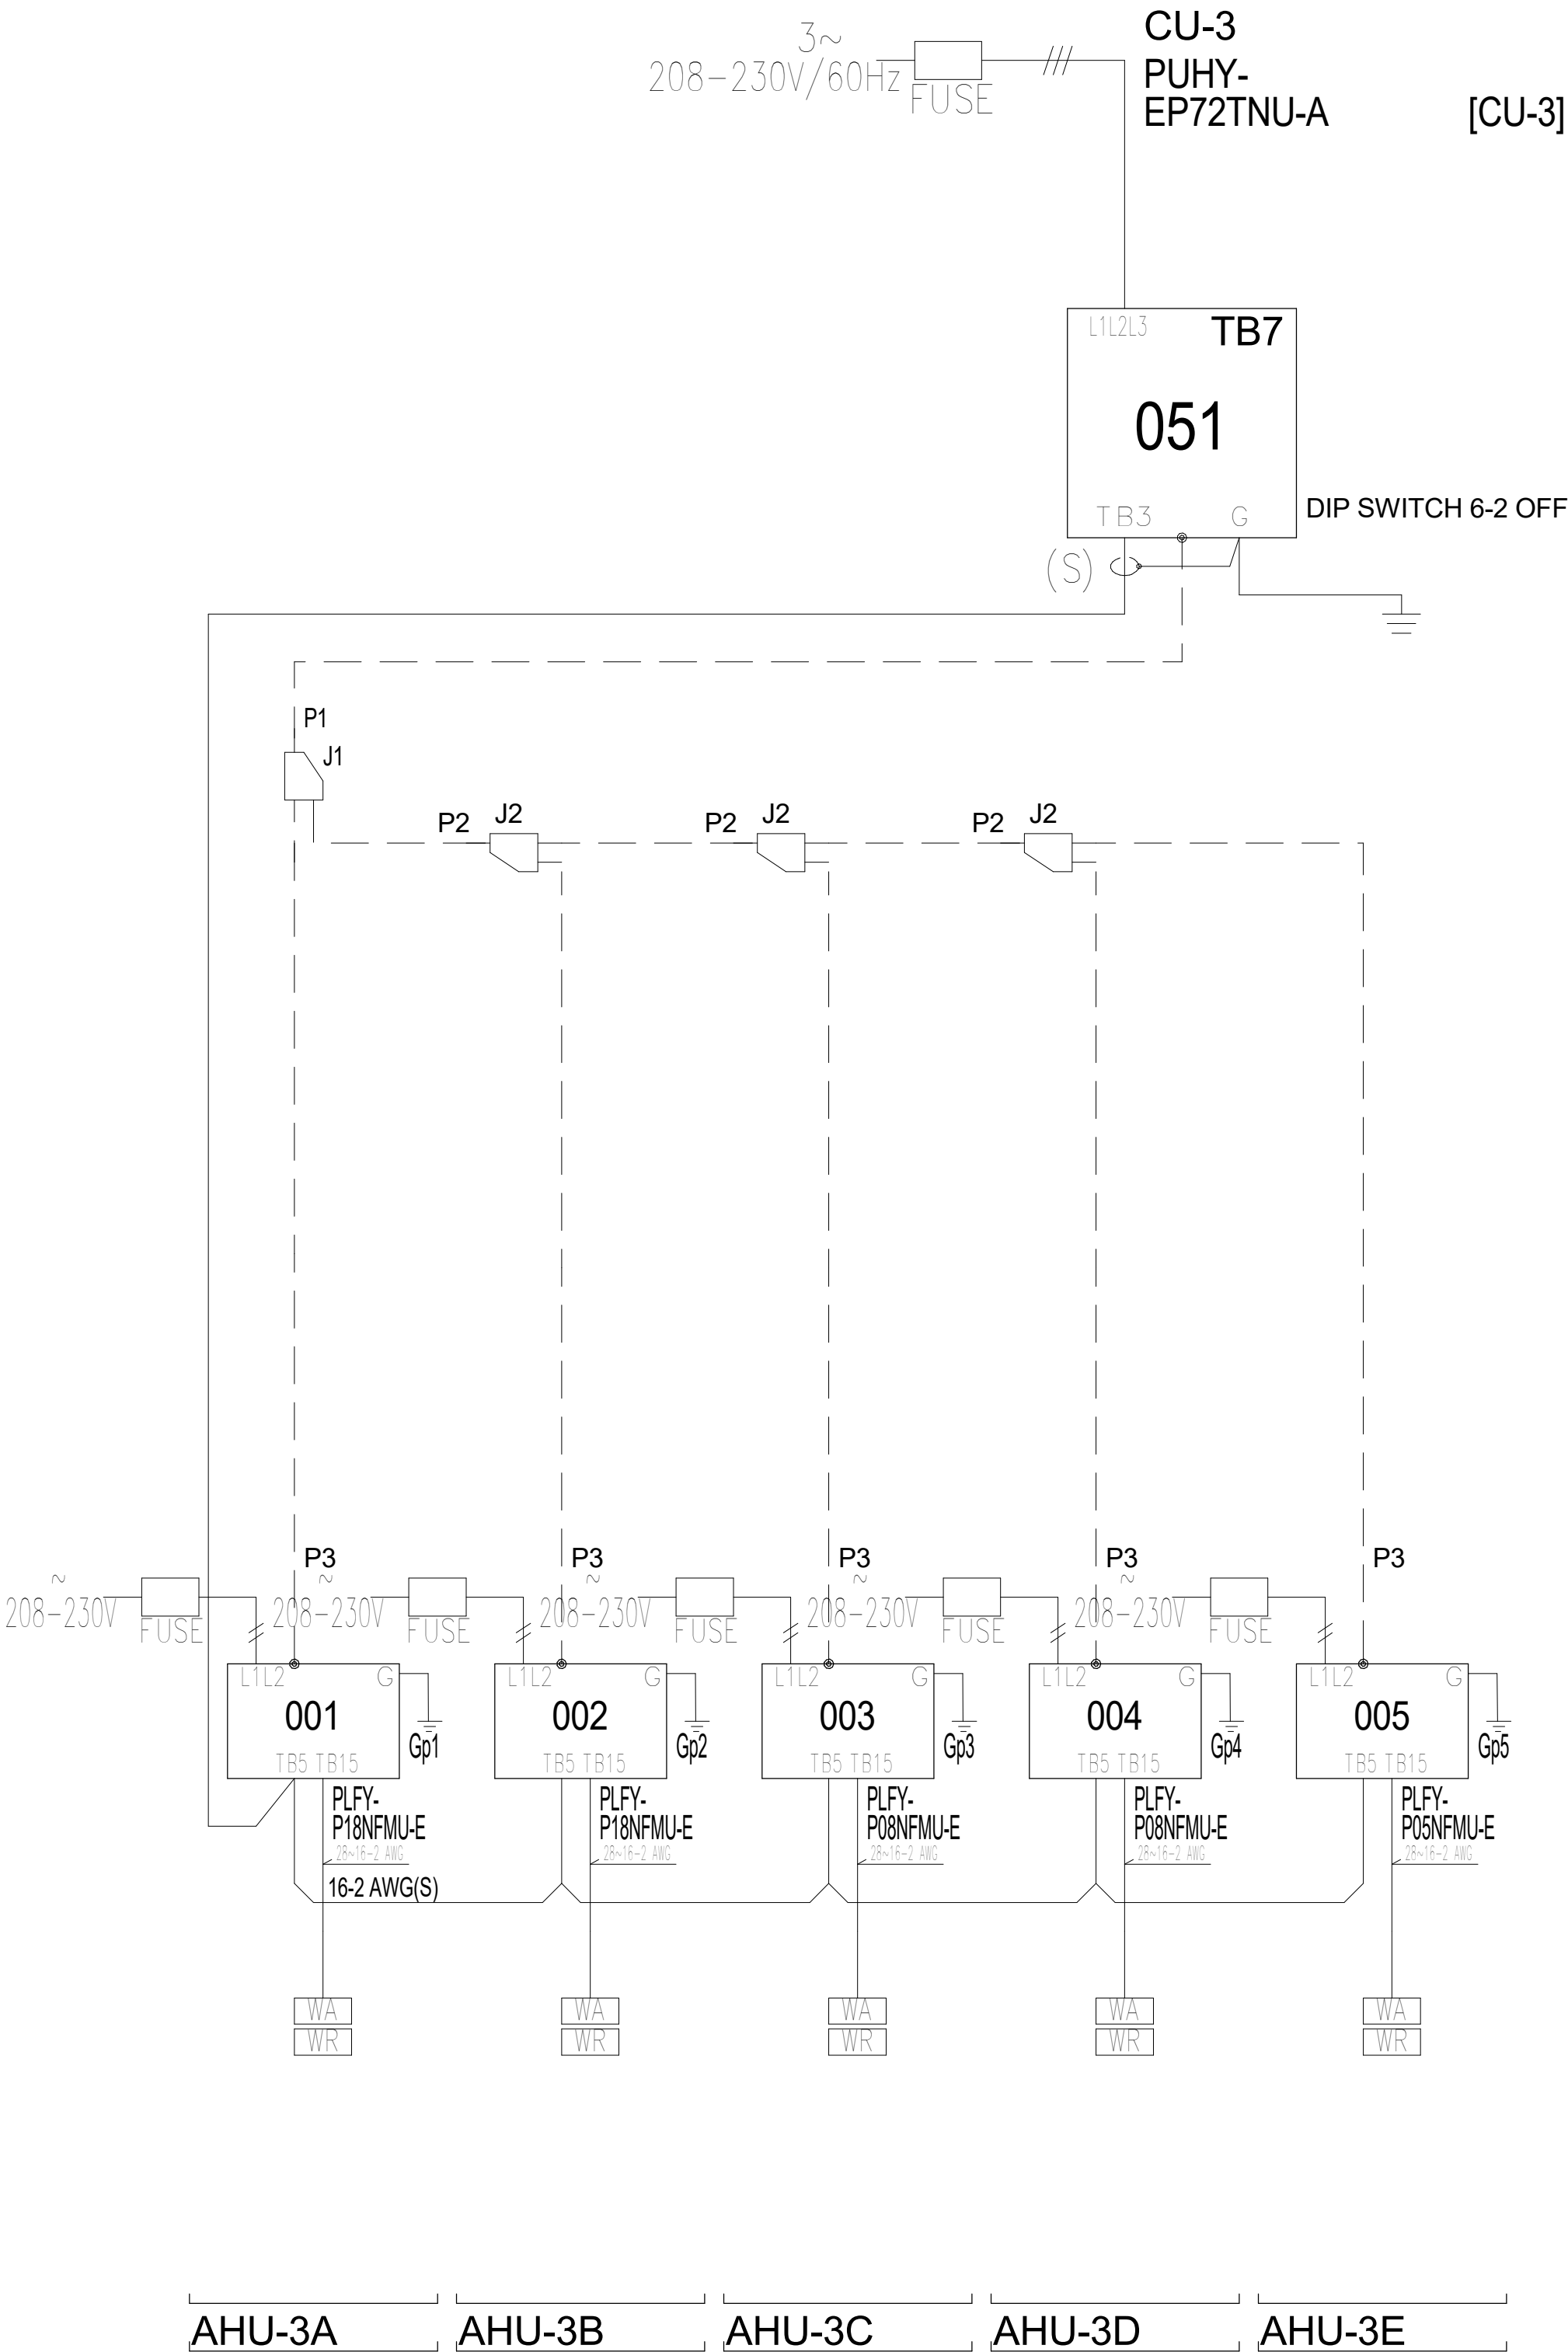 3~
208-230V/60Hz
FUSE
CU-3
PUHY-
EP72TNU-A
[CU-3]
L1L2L3
TB7
051
TB3
G
DIP SWITCH 6-2 OFF
(S)
P1
J1
P2
J2
P2
J2
P2
J2
P3
P3
P3
P3
P3
~
208-230V
FUSE
~
208-230V
FUSE
~
208-230V
FUSE
~
208-230V
FUSE
~
208-230V
FUSE
L1L2
G
001
TB5 TB15
Gp1
L1L2
G
002
TB5 TB15
Gp2
L1L2
G
003
TB5 TB15
Gp3
L1L2
G
004
TB5 TB15
Gp4
L1L2
G
005
TB5 TB15
Gp5
PLFY-
P18NFMU-E
28~16-2 AWG
16-2 AWG(S)
PLFY-
P18NFMU-E
28~16-2 AWG
PLFY-
P08NFMU-E
28~16-2 AWG
PLFY-
P08NFMU-E
28~16-2 AWG
PLFY-
P05NFMU-E
28~16-2 AWG
WA
WR
WA
WR
WA
WR
WA
WR
WA
WR
AHU-3A
AHU-3B
AHU-3C
AHU-3D
AHU-3E